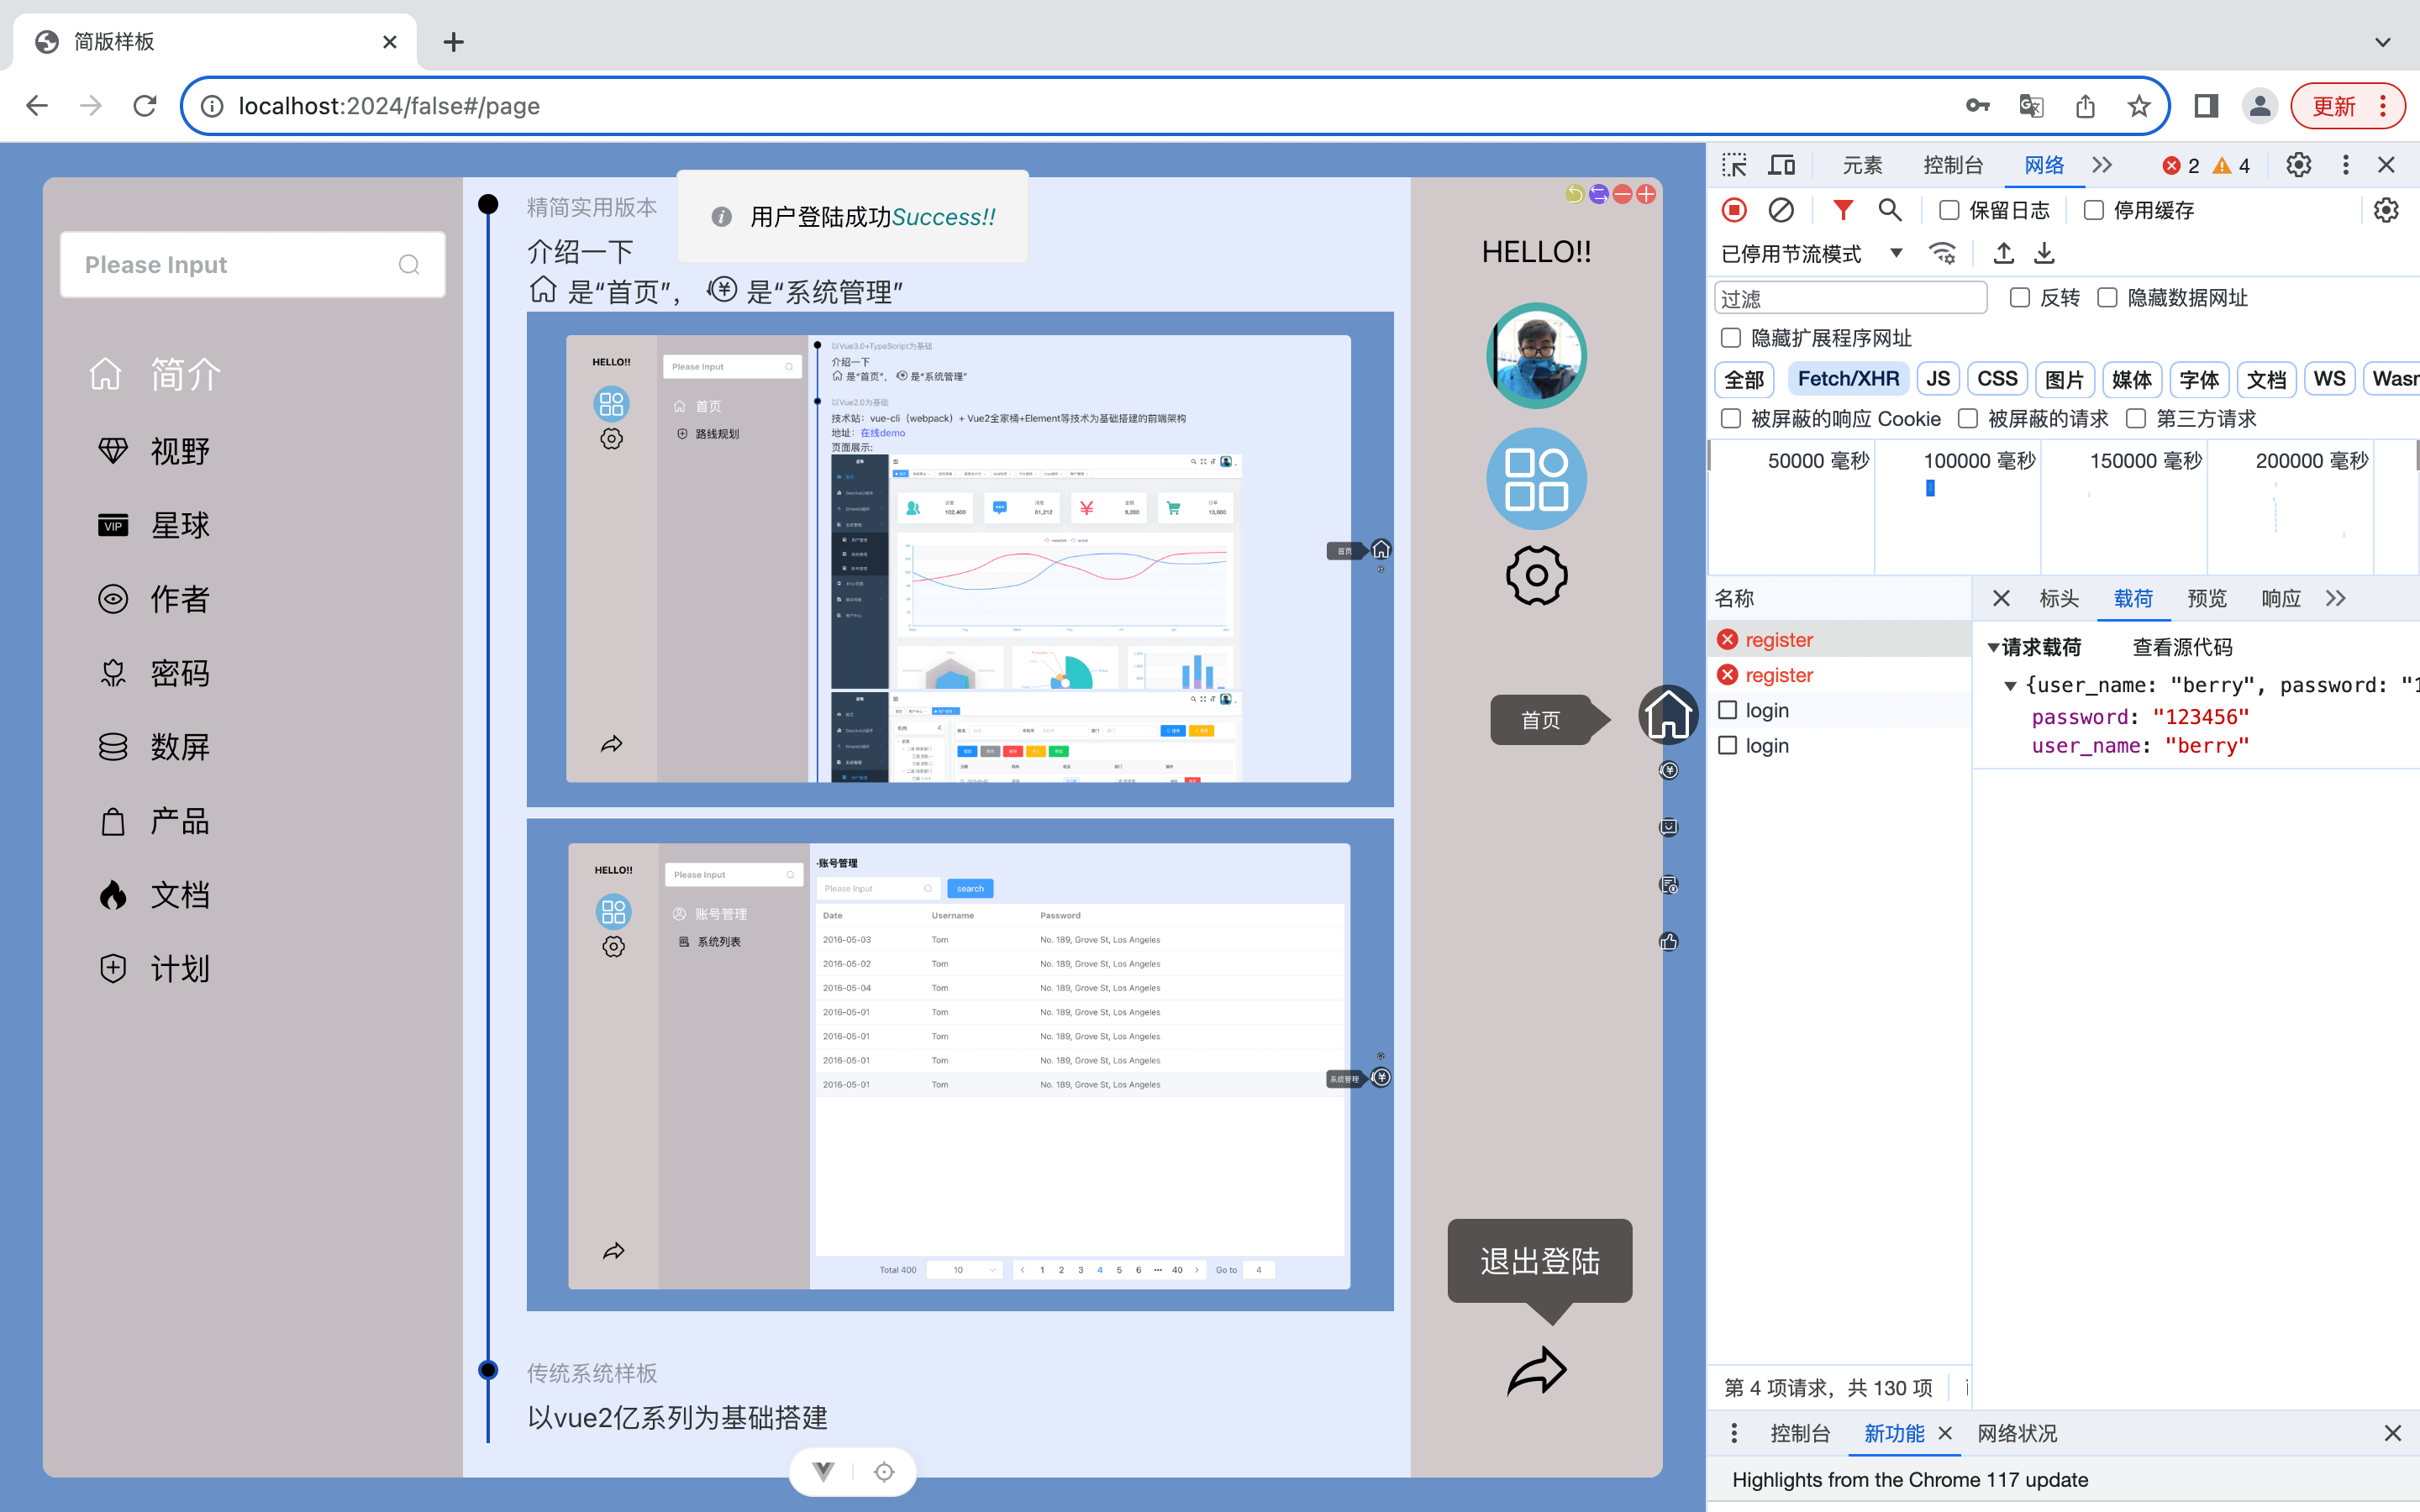 简版样板
localhost:2024/false#/page
更新
Please Input
简介
视野
VIP 星球
作者
密码
数屏
产品
文档
计划
精简实用版本
介绍一下
是“首页”， 是“系统管理”
用户登陆成功Success!!
HELLO!!
Please Input
首页
路线规划
以Vue3.0+TypeScript为基础
介绍一下
是“首页”， 是“系统管理”
以Vue2.0为基础
技术站：vue-cli（webpack）+ Vue2全家桶+Element等技术为基础搭建的前端架构
地址：在线demo
页面展示:
102,400
81,212
9,280
13,600
首页
HELLO!!
Please Input
账号管理
系统列表
·账号管理
Please Input
search
Date Username Password
2016-05-03 Tom No. 189, Grove St, Los Angeles
2016-05-02 Tom No. 189, Grove St, Los Angeles
2016-05-04 Tom No. 189, Grove St, Los Angeles
2016-05-01 Tom No. 189, Grove St, Los Angeles
2016-05-01 Tom No. 189, Grove St, Los Angeles
2016-05-01 Tom No. 189, Grove St, Los Angeles
2016-05-01 Tom No. 189, Grove St, Los Angeles
系统管理
Total 400 10 1 2 3 4 5 6 ••• 40 Go to 4
传统系统样板
以vue2亿系列为基础搭建
HELLO!!
首页
退出登陆
元素 控制台 网络 2 4
保留日志 停用缓存
已停用节流模式
过滤 反转 隐藏数据网址
隐藏扩展程序网址
全部 Fetch/XHR JS CSS 图片 媒体 字体 文档 WS Wasm
被屏蔽的响应 Cookie 被屏蔽的请求 第三方请求
50000 毫秒 100000 毫秒 150000 毫秒 200000 毫秒
名称 标头 载荷 预览 响应
register
register
login
login
请求载荷 查看源代码
{user_name: "berry", password: "1
password: "123456"
user_name: "berry"
第 4 项请求，共 130 项
控制台 新功能 网络状况
Highlights from the Chrome 117 update